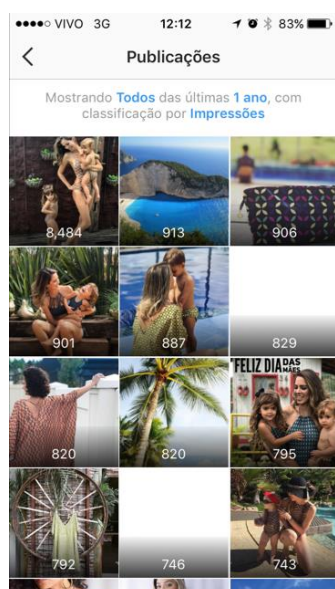 VIVO 3G 12:12 83%
Publicações
Mostrando Todos das últimas 1 ano, com
classificação por Impressões
8,484 913 906
901 887 829
FELIZ DIA DAS MÃES
820 820 795
792 746 743